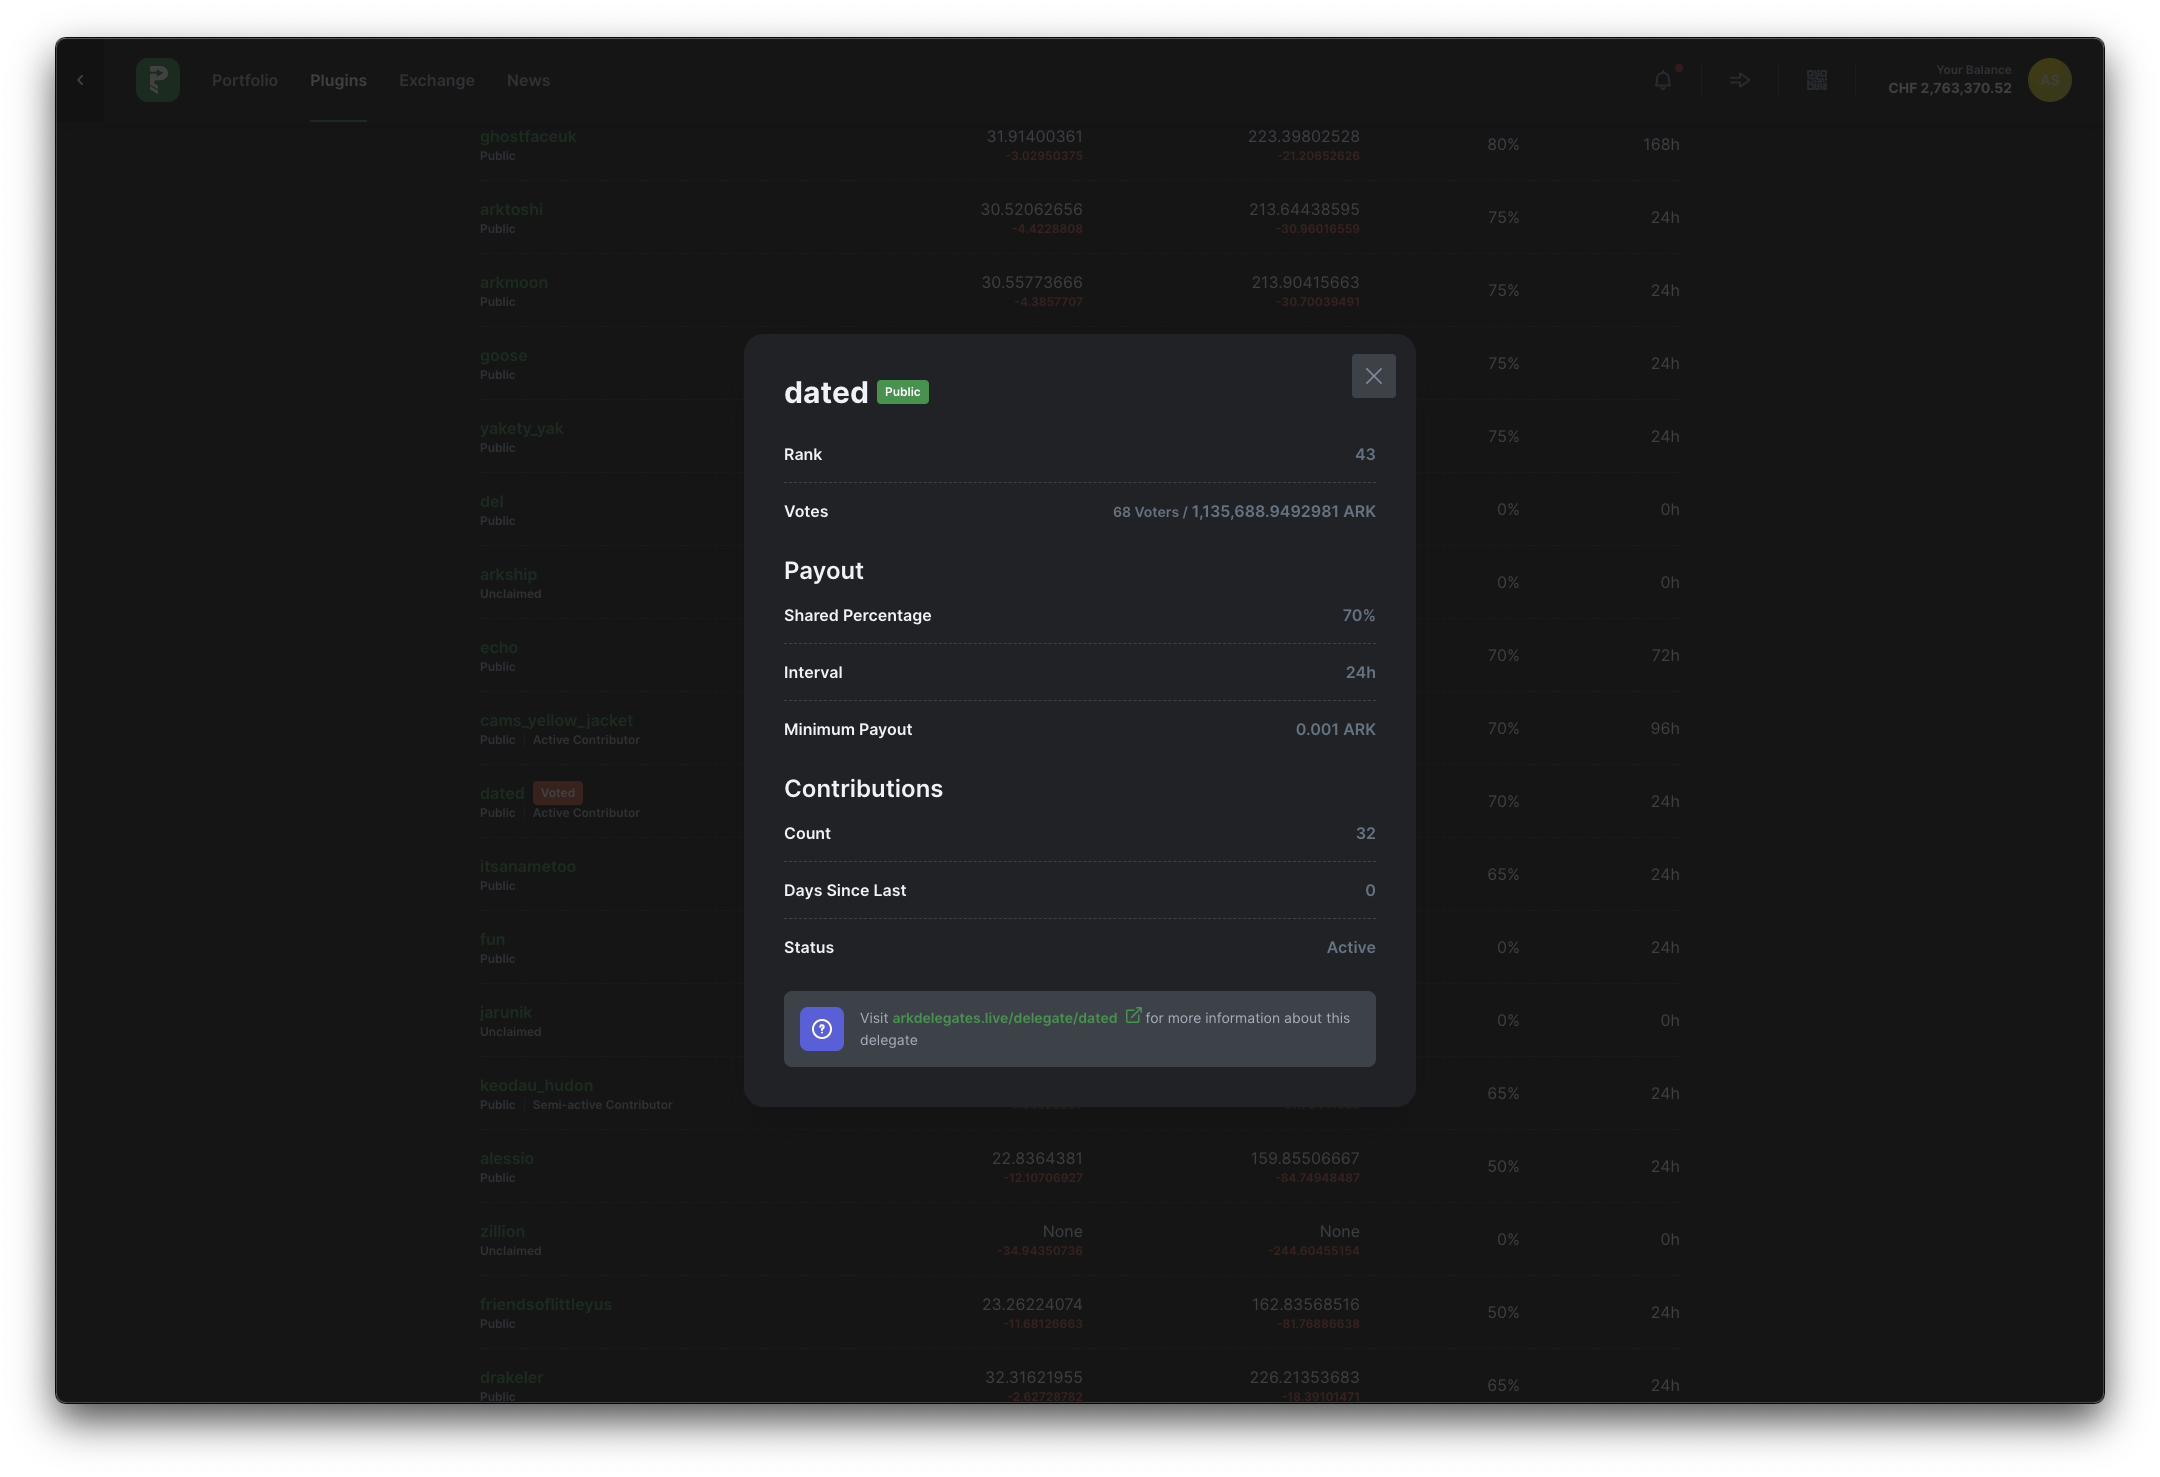 Portfolio Plugins Exchange News
Your Balance
CHF 2,763,370.52
AS
ghostfaceuk 31.91400361 223.39802528 80% 168h
Public -3.02950375 -21.20652626
arktoshi 30.52062656 213.64438595 75% 24h
Public -4.4228808 -30.96016559
arkmoon 30.55773666 213.90415663 75% 24h
Public -4.3857707 -30.70039491
goose 75% 24h
Public
yakety_yak 75% 24h
Public
del 0% 0h
Public
arkship 0% 0h
Unclaimed
echo 70% 72h
Public
cams_yellow_jacket 70% 96h
Public Active Contributor
dated Voted 70% 24h
Public Active Contributor
itsanametoo 65% 24h
Public
fun 0% 24h
Public
jarunik 0% 0h
Unclaimed
keodau_hudon 65% 24h
Public Semi-active Contributor
alessio 22.8364381 159.85506667 50% 24h
Public -12.10706927 -84.74948487
zillion None None 0% 0h
Unclaimed -34.94350736 -244.60455154
friendsoflittleyus 23.26224074 162.83568516 50% 24h
Public -11.68126663 -81.76886638
drakeler 32.31621955 226.21353683 65% 24h
Public -2.62728782 -18.39101471
dated Public
Rank 43
Votes 68 Voters / 1,135,688.9492981 ARK
Payout
Shared Percentage 70%
Interval 24h
Minimum Payout 0.001 ARK
Contributions
Count 32
Days Since Last 0
Status Active
Visit arkdelegates.live/delegate/dated for more information about this
delegate